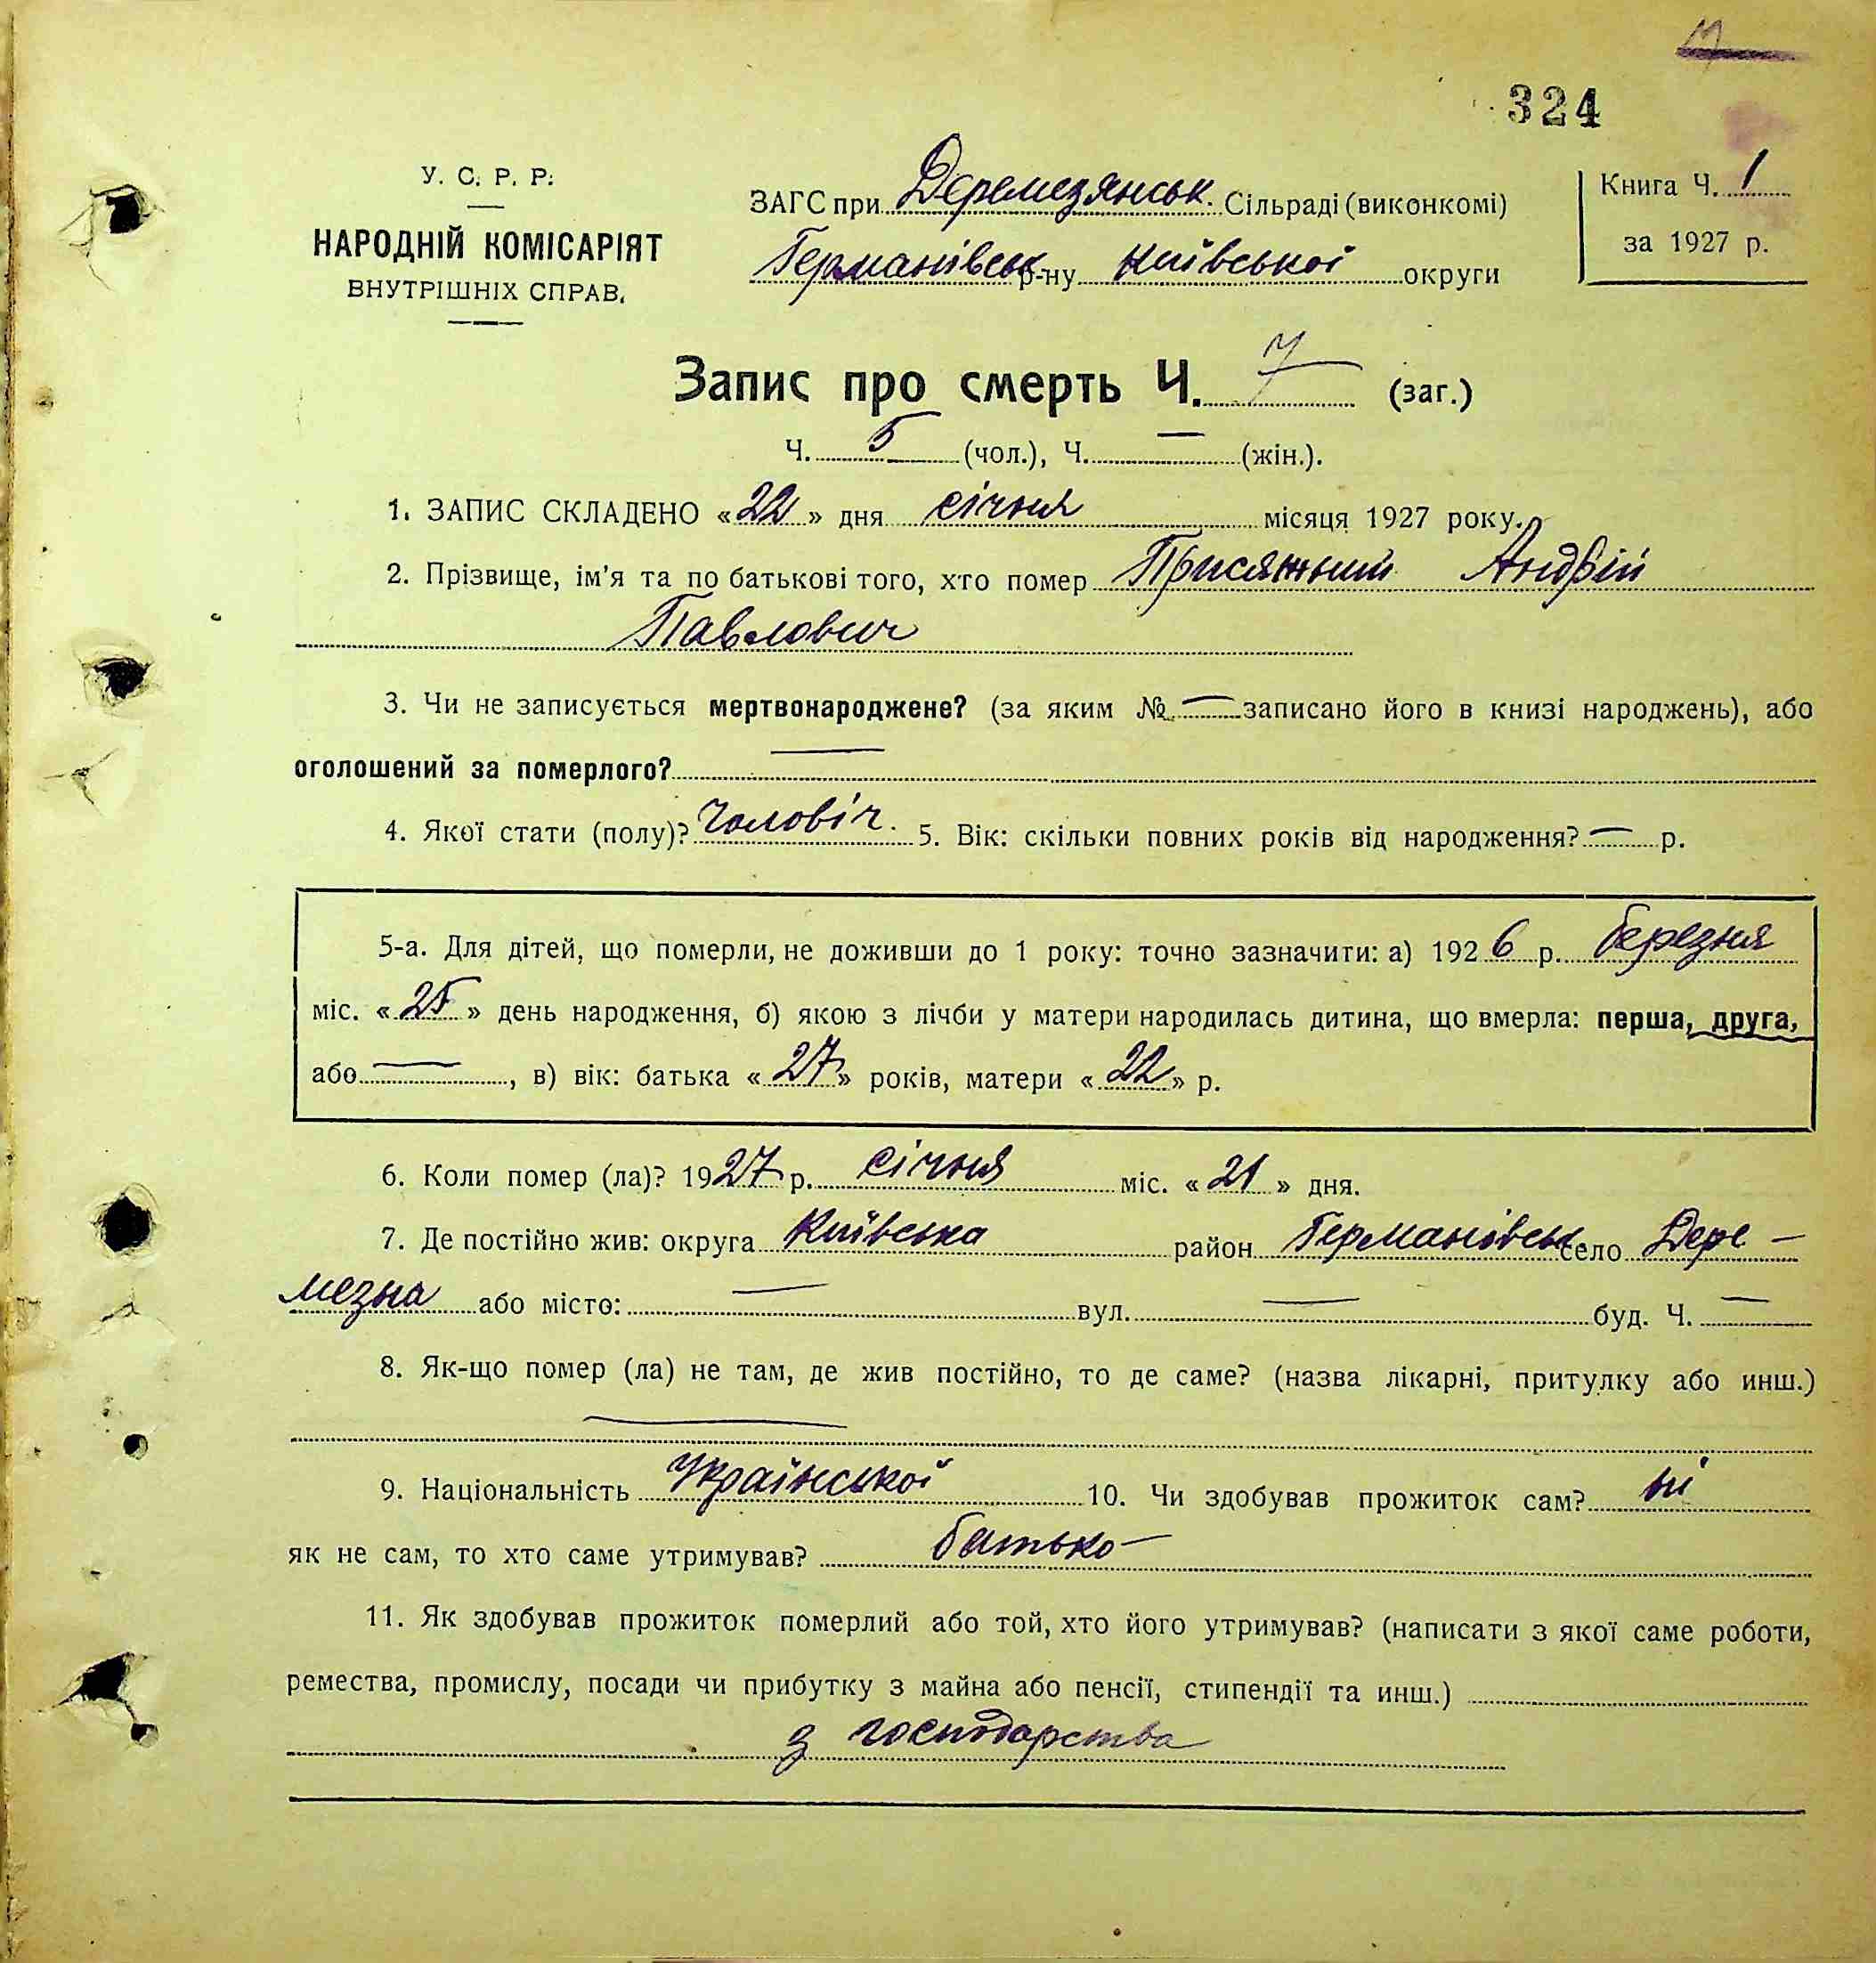 324
У. С. Р. Р.
НАРОДНІЙ КОМІСАРІЯТ
ВНУТРІШНІХ СПРАВ.
ЗАГС при Деремезянськ. Сільраді (виконкомі)
Германівськ р-ну Київської округи
Книга Ч. 1
за 1927 р.
Запис про смерть Ч. 7 (заг.)
Ч. 5 (чол.), Ч. — (жін.).
1. ЗАПИС СКЛАДЕНО «22» дня січня місяця 1927 року.
2. Прізвище, ім’я та по батькові того, хто помер Присяжний Андрій
Павлович
3. Чи не записується мертвонароджене? (за яким № — записано його в книзі народжень), або
оголошений за померлого? —
4. Якої стати (полу)? Чоловіч. 5. Вік: скільки повних років від народження? — р.
5-а. Для дітей, що померли, не доживши до 1 року: точно зазначити: а) 1926 р. березня
міс. «25» день народження, б) якою з лічби у матери народилась дитина, що вмерла: перша, друга,
або —, в) вік: батька «27» років, матери «22» р.
6. Коли помер (ла)? 1927 р. січня міс. «21» дня.
7. Де постійно жив: округа Київська район Германівськ село Дере-
мезна або місто: — вул. — буд. Ч. —
8. Як-що помер (ла) не там, де жив постійно, то де саме? (назва лікарні, притулку або инш.)
—
9. Національність Української 10. Чи здобував прожиток сам? ні
як не сам, то хто саме утримував? батько
11. Як здобував прожиток померлий або той, хто його утримував? (написати з якої саме роботи,
ремества, промислу, посади чи прибутку з майна або пенсії, стипендії та инш.)
з господарства